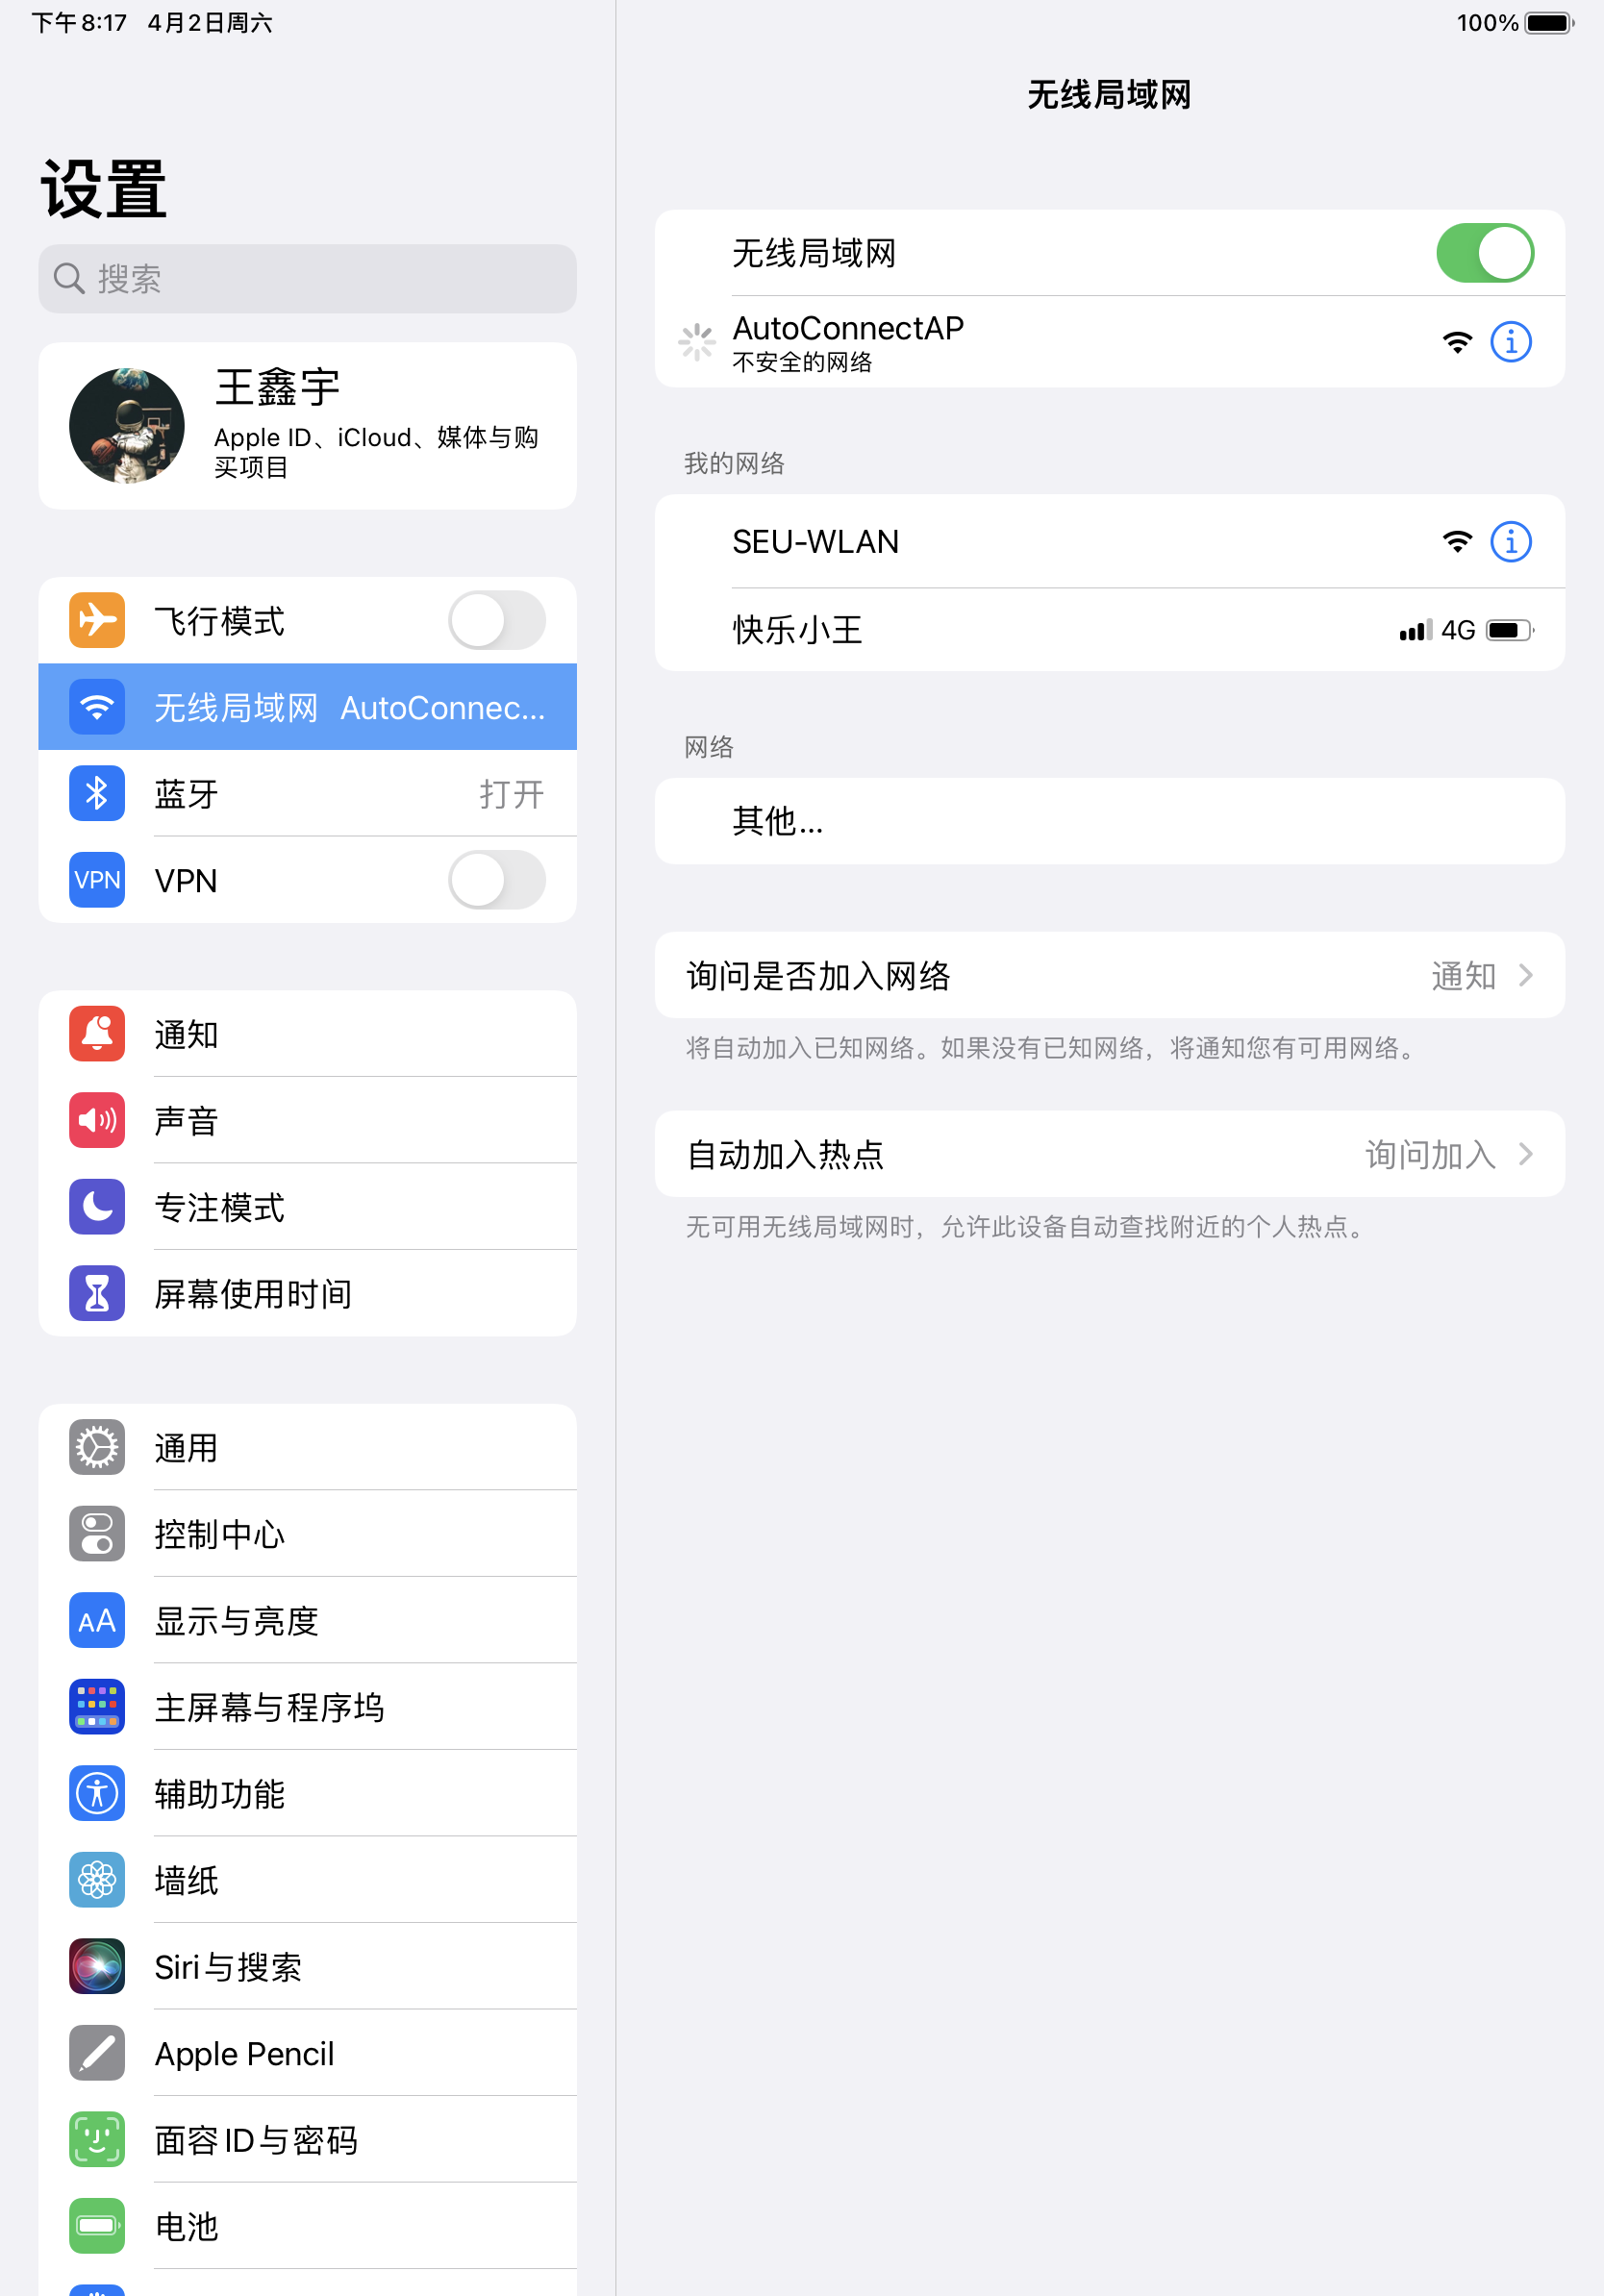 下午8:17 4月2日周六
100%
设置
搜索
王鑫宇
Apple ID、iCloud、媒体与购
买项目
飞行模式
无线局域网 AutoConnec...
蓝牙 打开
VPN VPN
通知
声音
专注模式
屏幕使用时间
通用
控制中心
AA 显示与亮度
主屏幕与程序坞
辅助功能
墙纸
Siri与搜索
Apple Pencil
面容ID与密码
电池
无线局域网
无线局域网
AutoConnectAP
不安全的网络
我的网络
SEU-WLAN
快乐小王 4G
网络
其他...
询问是否加入网络 通知
将自动加入已知网络。如果没有已知网络，将通知您有可用网络。
自动加入热点 询问加入
无可用无线局域网时，允许此设备自动查找附近的个人热点。